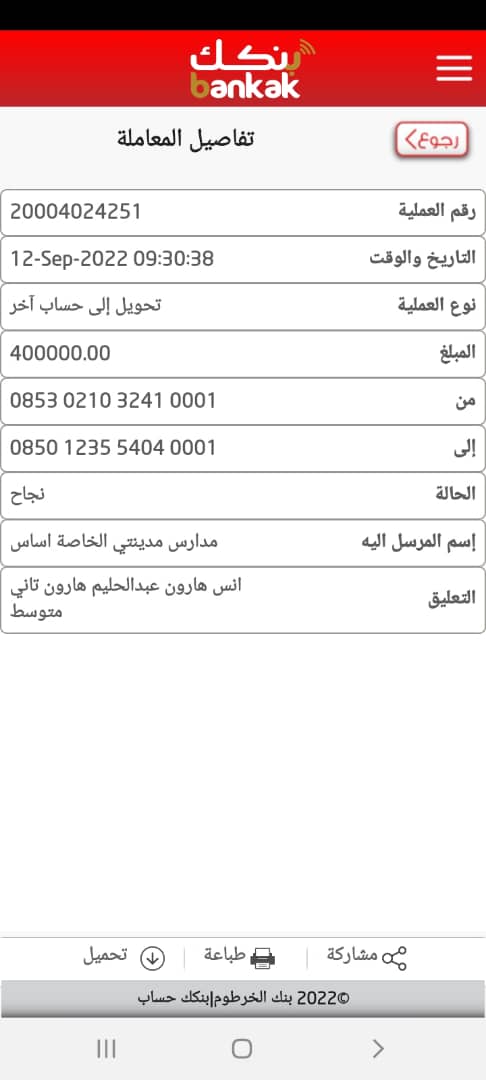 بنكك
bankak
رجوع
تفاصيل المعاملة
رقم العملية 20004024251
التاريخ والوقت 12-Sep-2022 09:30:38
نوع العملية تحويل إلى حساب آخر
المبلغ 400000.00
من 0853 0210 3241 0001
إلى 0850 1235 5404 0001
الحالة نجاح
إسم المرسل اليه مدارس مدينتي الخاصة اساس
التعليق انس هارون عبدالحليم هارون تاني
متوسط
مشاركة طباعة تحميل
©2022 بنك الخرطوم|بنكك حساب